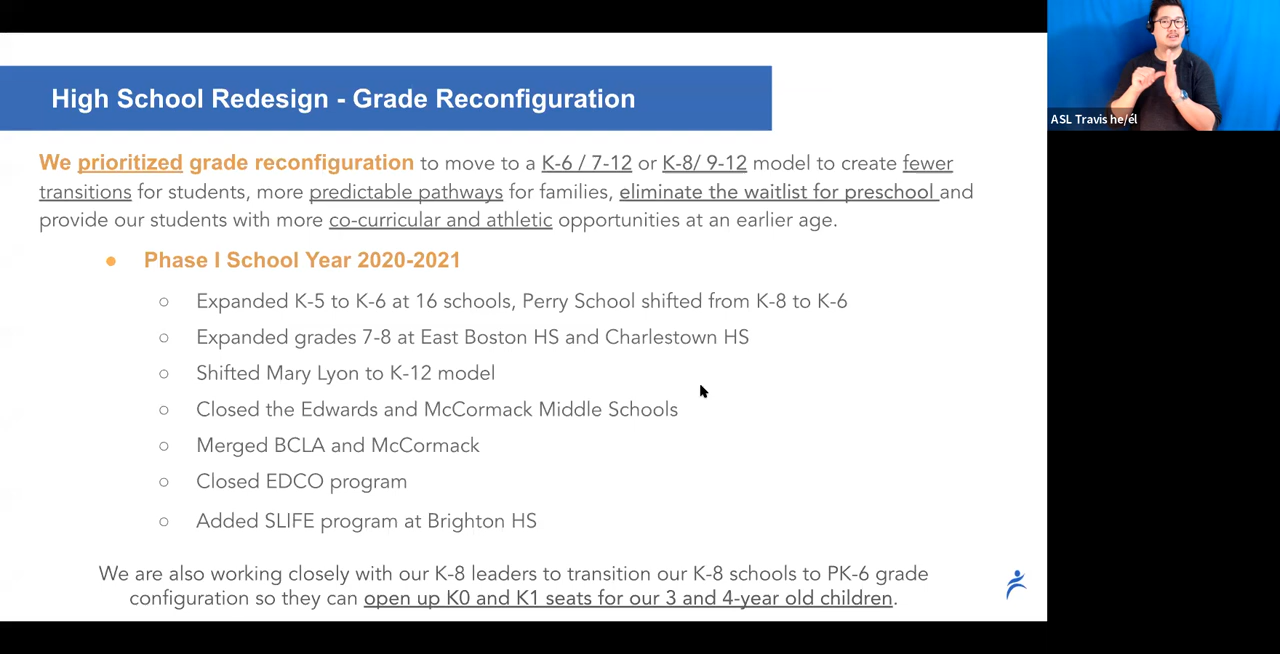 High School Redesign - Grade Reconfiguration
ASL Travis he/él
We prioritized grade reconfiguration to move to a K-6 / 7-12 or K-8/ 9-12 model to create fewer
transitions for students, more predictable pathways for families, eliminate the waitlist for preschool and
provide our students with more co-curricular and athletic opportunities at an earlier age.
● Phase I School Year 2020-2021
○ Expanded K-5 to K-6 at 16 schools, Perry School shifted from K-8 to K-6
○ Expanded grades 7-8 at East Boston HS and Charlestown HS
○ Shifted Mary Lyon to K-12 model
○ Closed the Edwards and McCormack Middle Schools
○ Merged BCLA and McCormack
○ Closed EDCO program
○ Added SLIFE program at Brighton HS
We are also working closely with our K-8 leaders to transition our K-8 schools to PK-6 grade
configuration so they can open up K0 and K1 seats for our 3 and 4-year old children.